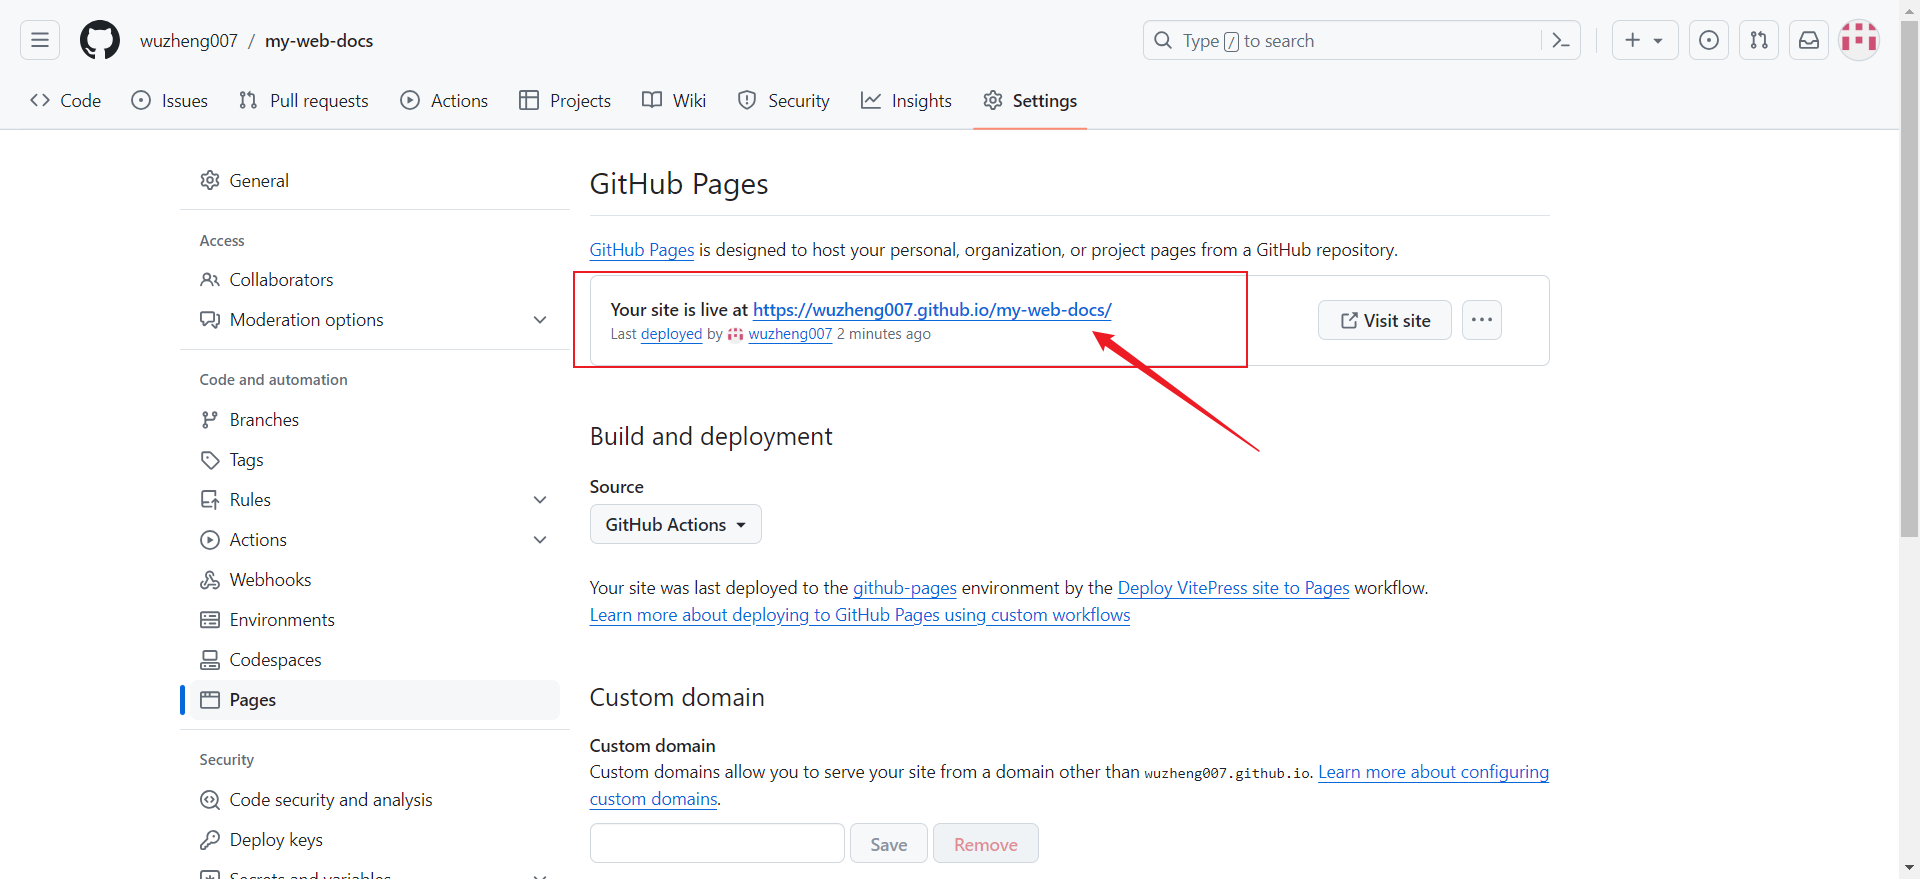 wuzheng007 / my-web-docs
Type / to search
Code
Issues
Pull requests
Actions
Projects
Wiki
Security
Insights
Settings
General
Access
Collaborators
Moderation options
Code and automation
Branches
Tags
Rules
Actions
Webhooks
Environments
Codespaces
Pages
Security
Code security and analysis
Deploy keys
Secrets and variables
GitHub Pages
GitHub Pages is designed to host your personal, organization, or project pages from a GitHub repository.
Your site is live at https://wuzheng007.github.io/my-web-docs/
Last deployed by wuzheng007 2 minutes ago
Visit site
Build and deployment
Source
GitHub Actions
Your site was last deployed to the github-pages environment by the Deploy VitePress site to Pages workflow.
Learn more about deploying to GitHub Pages using custom workflows
Custom domain
Custom domain
Custom domains allow you to serve your site from a domain other than wuzheng007.github.io. Learn more about configuring
custom domains.
Save
Remove